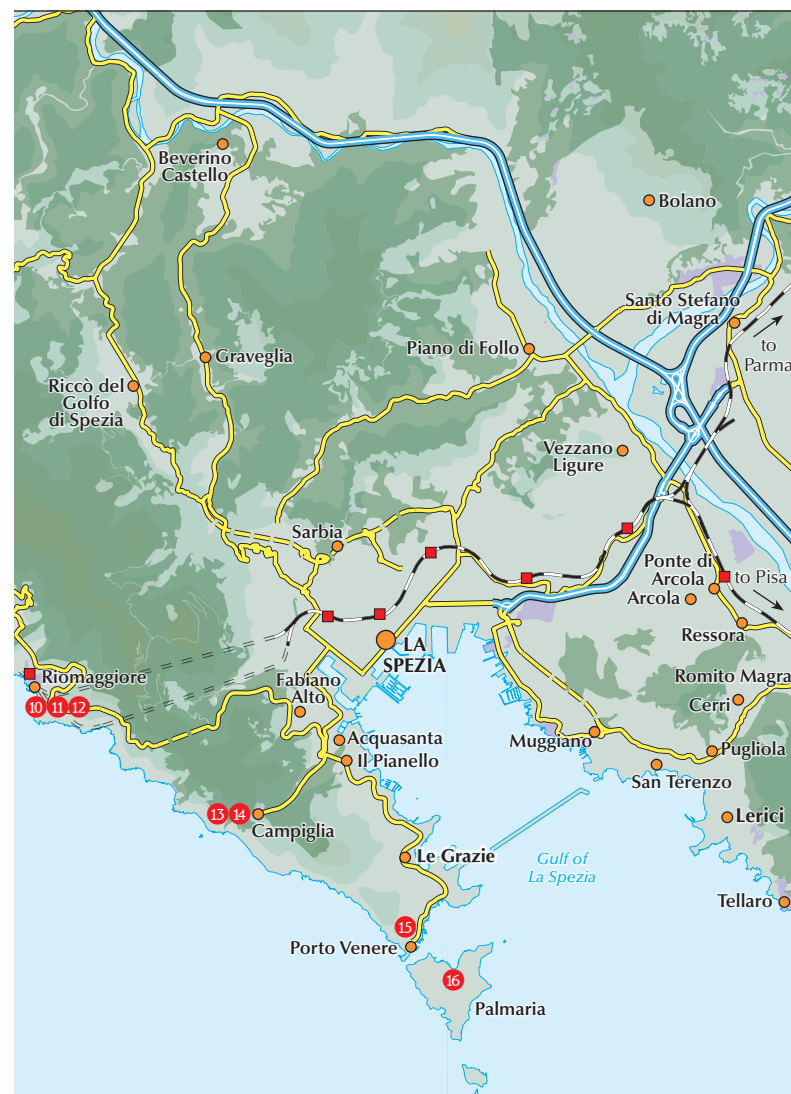 Beverino
Castello
Bolano
Santo Stefano
di Magra
to
Parma
Piano di Follo
Graveglia
Riccò del
Golfo
di Spezia
Vezzano
Ligure
Sarbia
Ponte di
Arcola
to Pisa
Arcola
Ressora
LA
SPEZIA
Riomaggiore
10 11 12
Fabiano
Alto
Romito Magra
Cerri
Acquasanta
Muggiano
Pugliola
Il Pianello
San Terenzo
13 14
Campiglia
Lerici
Le Grazie
Gulf of
La Spezia
Tellaro
15
Porto Venere
16
Palmaria